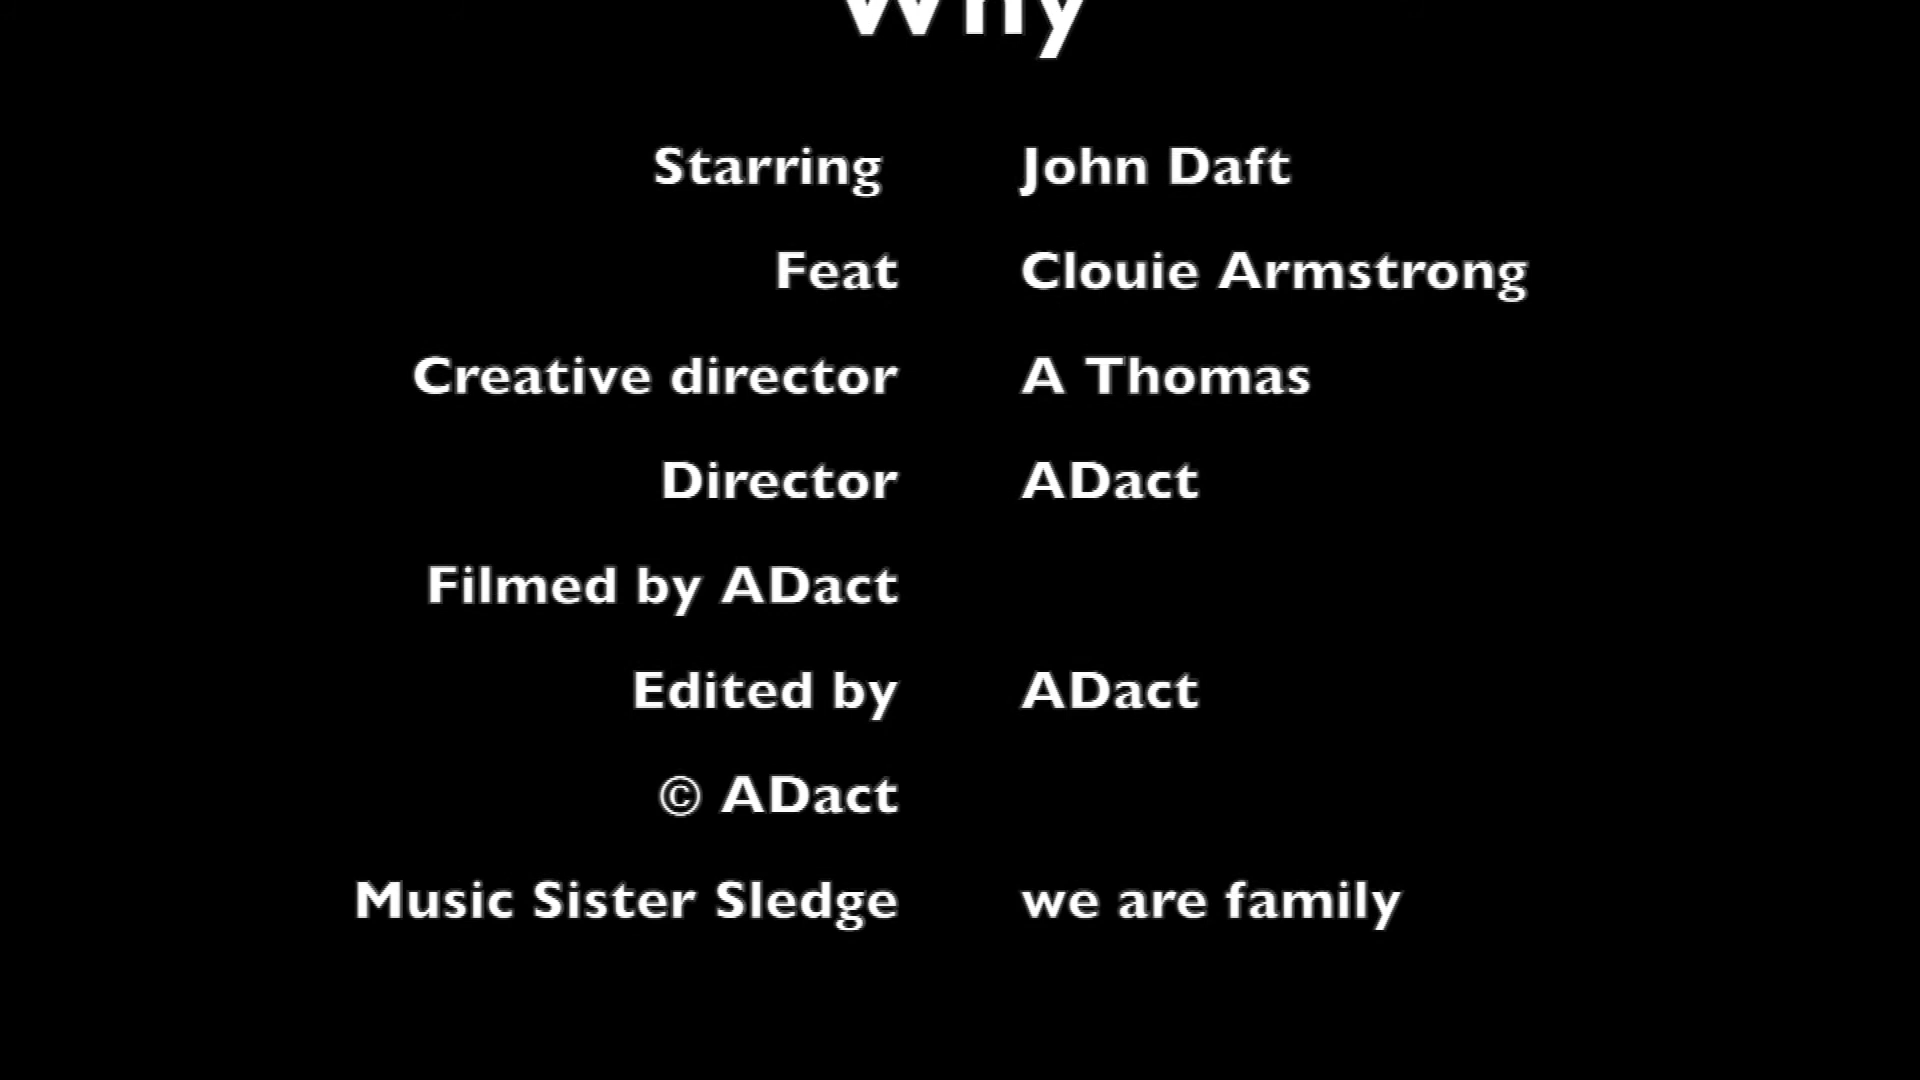 Why
Starring John Daft
Feat Clouie Armstrong
Creative director A Thomas
Director ADact
Filmed by ADact
Edited by ADact
© ADact
Music Sister Sledge we are family